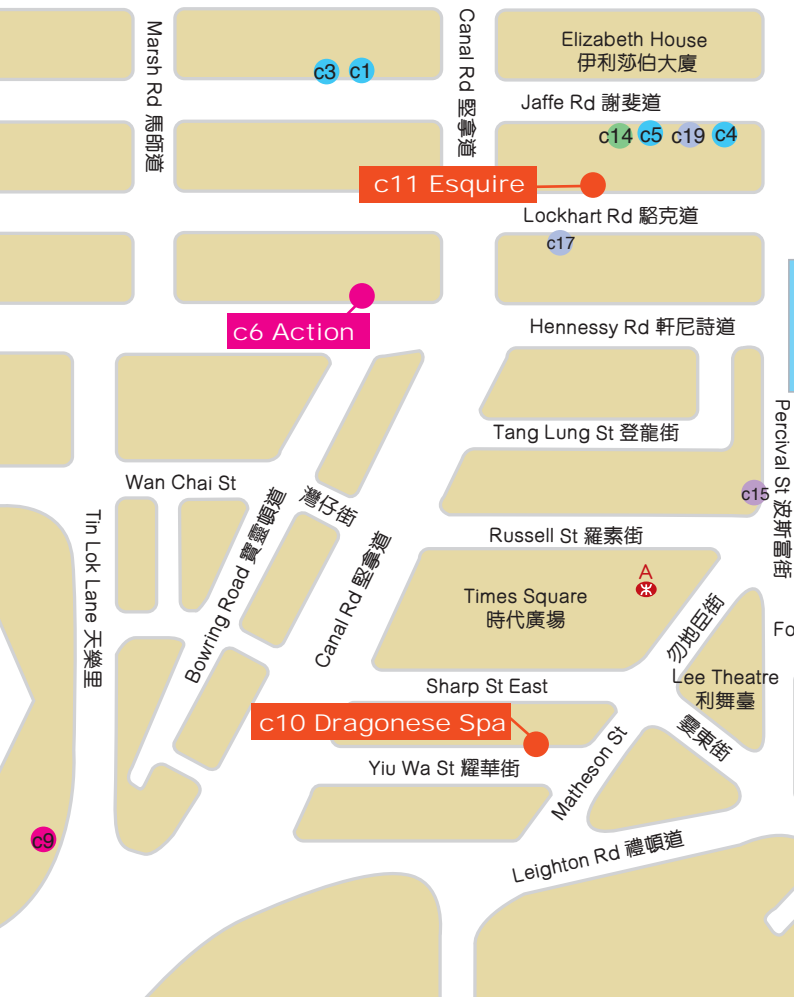 Marsh Rd 馬師道
Canal Rd 堅拿道
Elizabeth House
伊利莎伯大廈
c3
c1
Jaffe Rd 謝斐道
c14
c5
c19
c4
c11 Esquire
Lockhart Rd 駱克道
c17
c6 Action
Hennessy Rd 軒尼詩道
Tang Lung St 登龍街
Percival St 波斯富街
Wan Chai St
灣仔街
c15
Tin Lok Lane 天樂里
Bowring Road 寶靈頓道
Canal Rd 堅拿道
Russell St 羅素街
A
Times Square
時代廣場
勿地臣街
Fo
Lee Theatre
利舞臺
Sharp St East
c10 Dragonese Spa
霎東街
Matheson St
Yiu Wa St 耀華街
c9
Leighton Rd 禮頓道